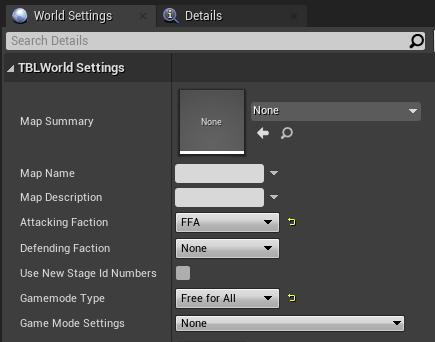 World Settings Details
Search Details
TBLWorld Settings
Map Summary None None
Map Name
Map Description
Attacking Faction FFA
Defending Faction None
Use New Stage Id Numbers
Gamemode Type Free for All
Game Mode Settings None